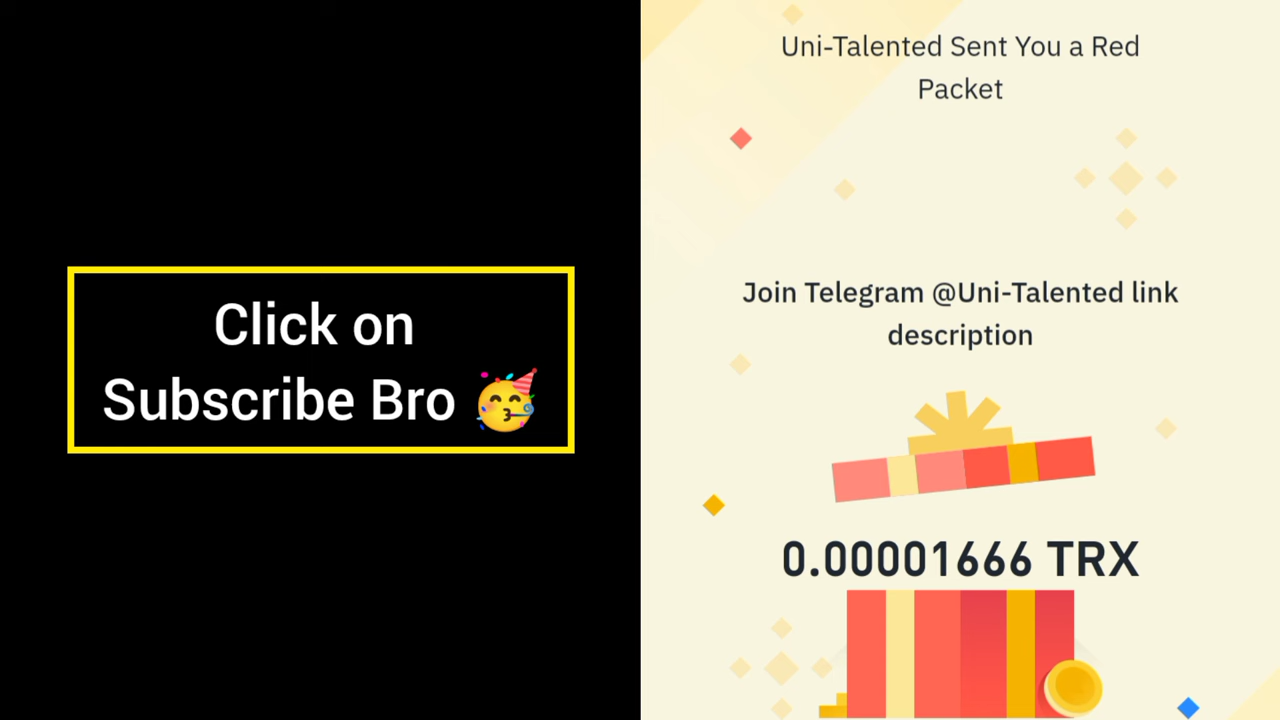 Click on
Subscribe Bro 🥳
Uni-Talented Sent You a Red
Packet
Join Telegram @Uni-Talented link
description
0.00001666 TRX